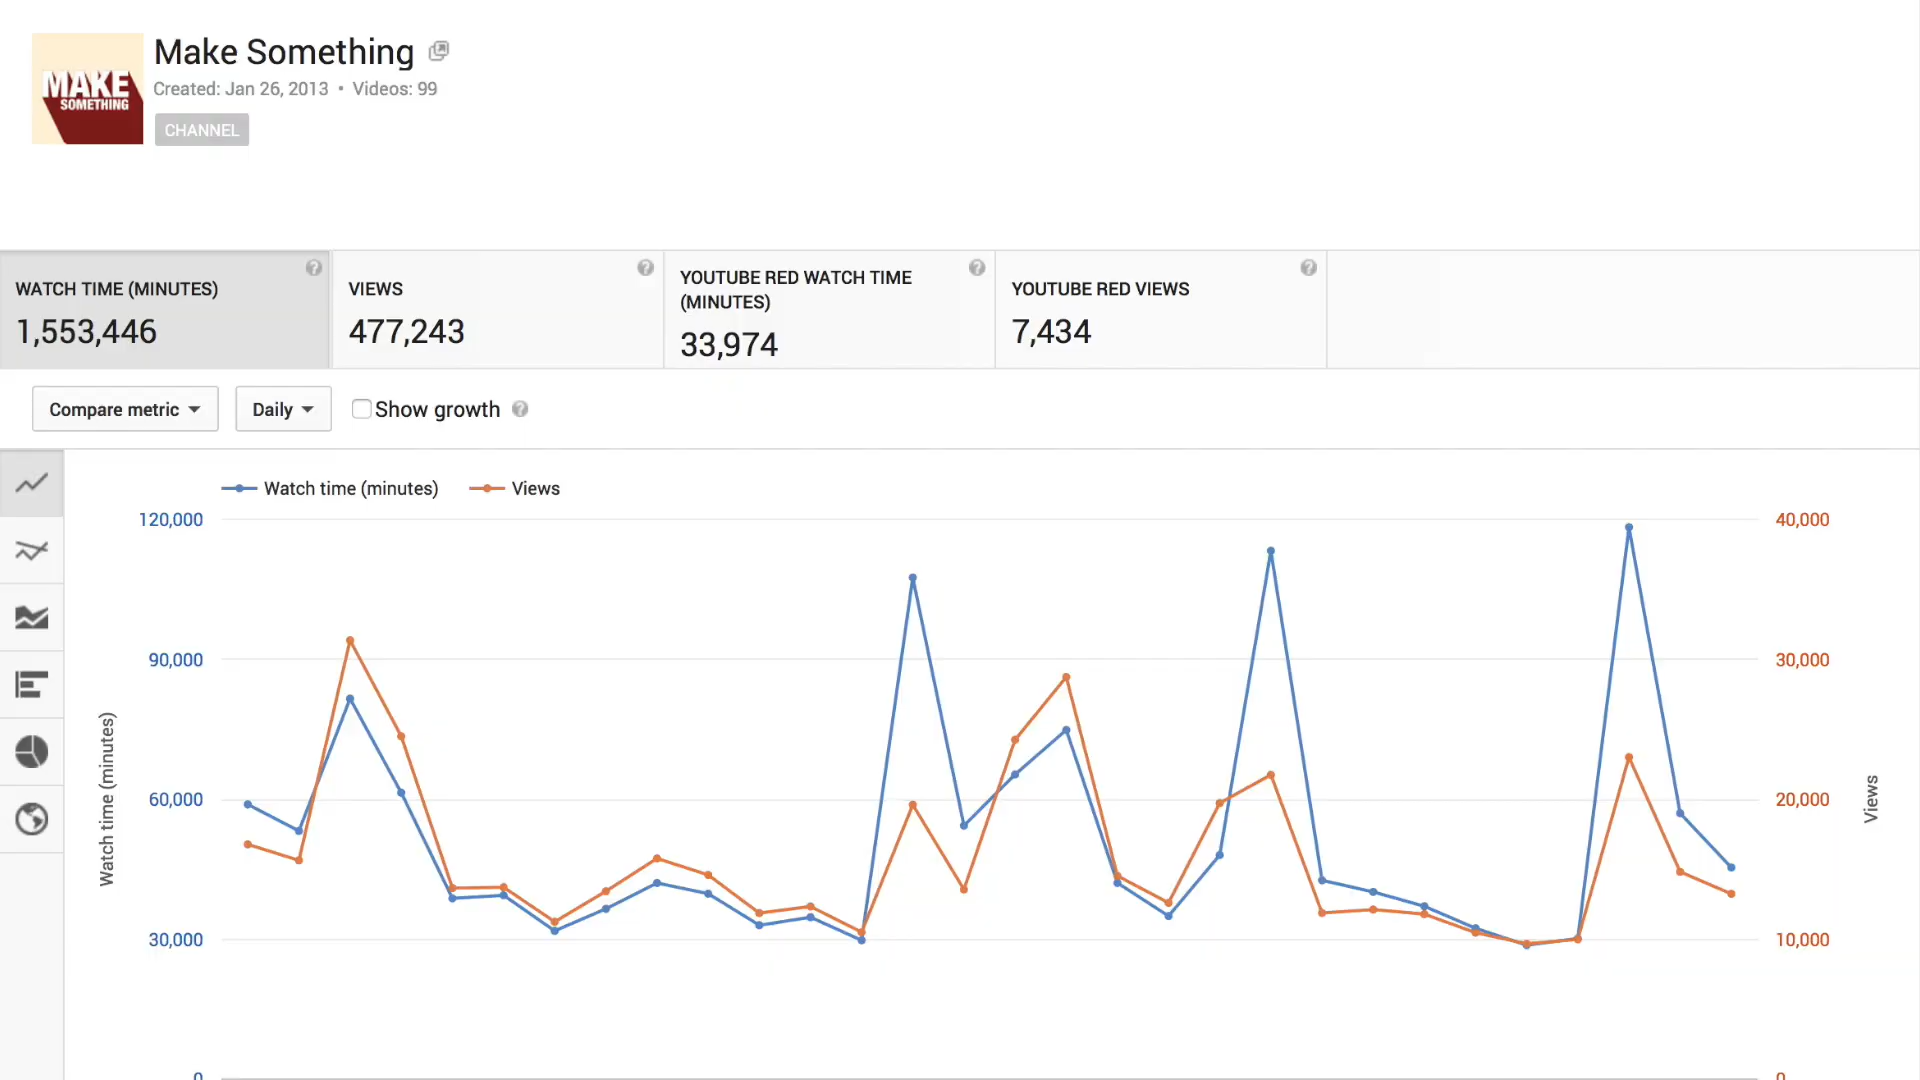 MAKE
SOMETHING
Make Something
Created: Jan 26, 2013 • Videos: 99
CHANNEL
WATCH TIME (MINUTES)
1,553,446
VIEWS
477,243
YOUTUBE RED WATCH TIME
(MINUTES)
33,974
YOUTUBE RED VIEWS
7,434
Compare metric
Daily
Show growth
Watch time (minutes)
Views
120,000
90,000
60,000
30,000
0
Watch time (minutes)
40,000
30,000
20,000
10,000
0
Views